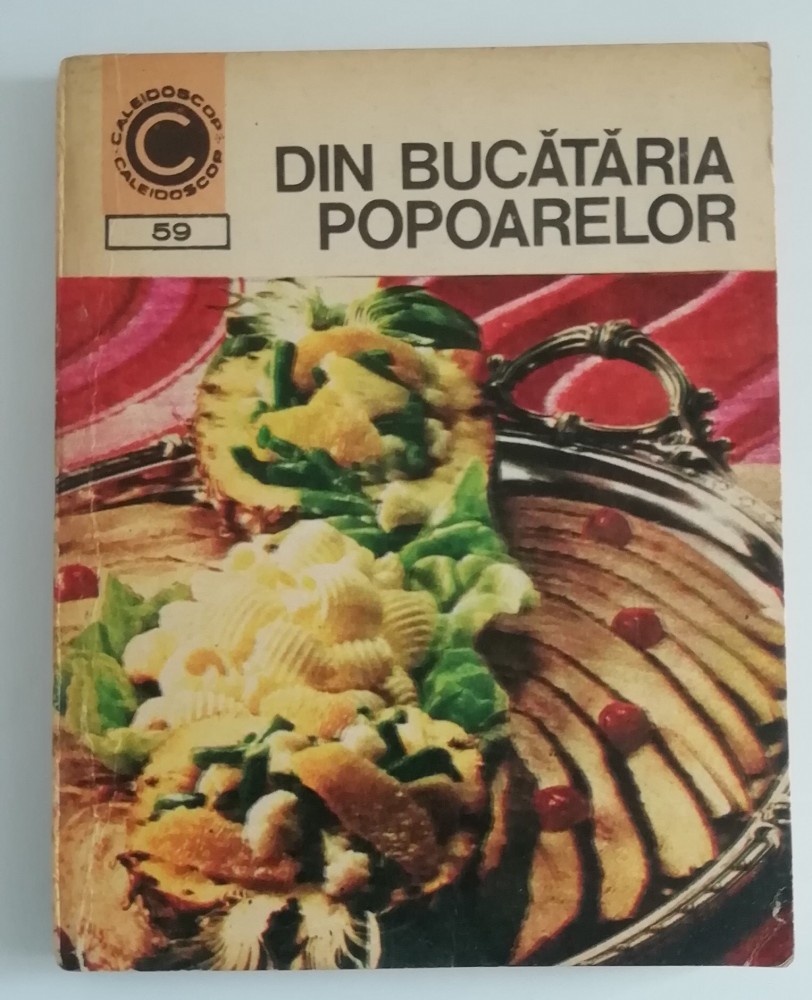 CALEIDOSCOP
C
CALEIDOSCOP
59
DIN BUCĂTĂRIA
POPOARELOR